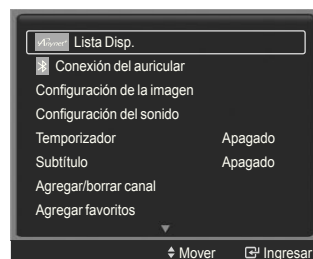 Anynet+ Lista Disp.
Conexión del auricular
Configuración de la imagen
Configuración del sonido
Temporizador Apagado
Subtítulo Apagado
Agregar/borrar canal
Agregar favoritos
Mover Ingresar